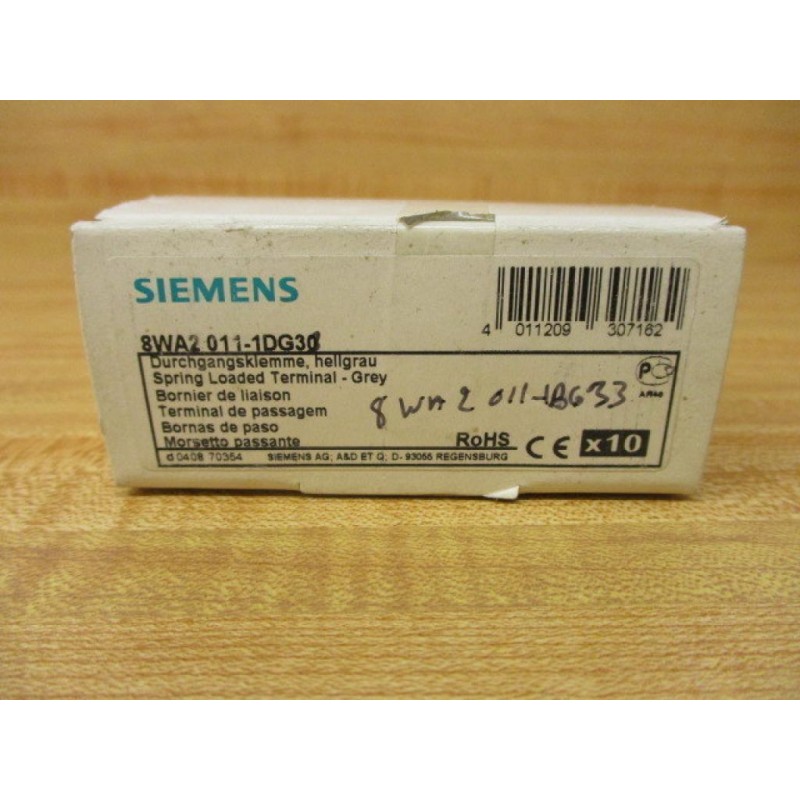 SIEMENS
4 011209 307162
8WA2 011-1DG30
Durchgangsklemme, hellgrau
Spring Loaded Terminal - Grey
Bornier de liaison
Terminal de passagem
Bornas de paso
Morsetto passante
8 WA 2 011-1BG33
RoHS CE x10
P
AR46
d 0408 70354 SIEMENS AG; A&D ET Q; D- 93055 REGENSBURG